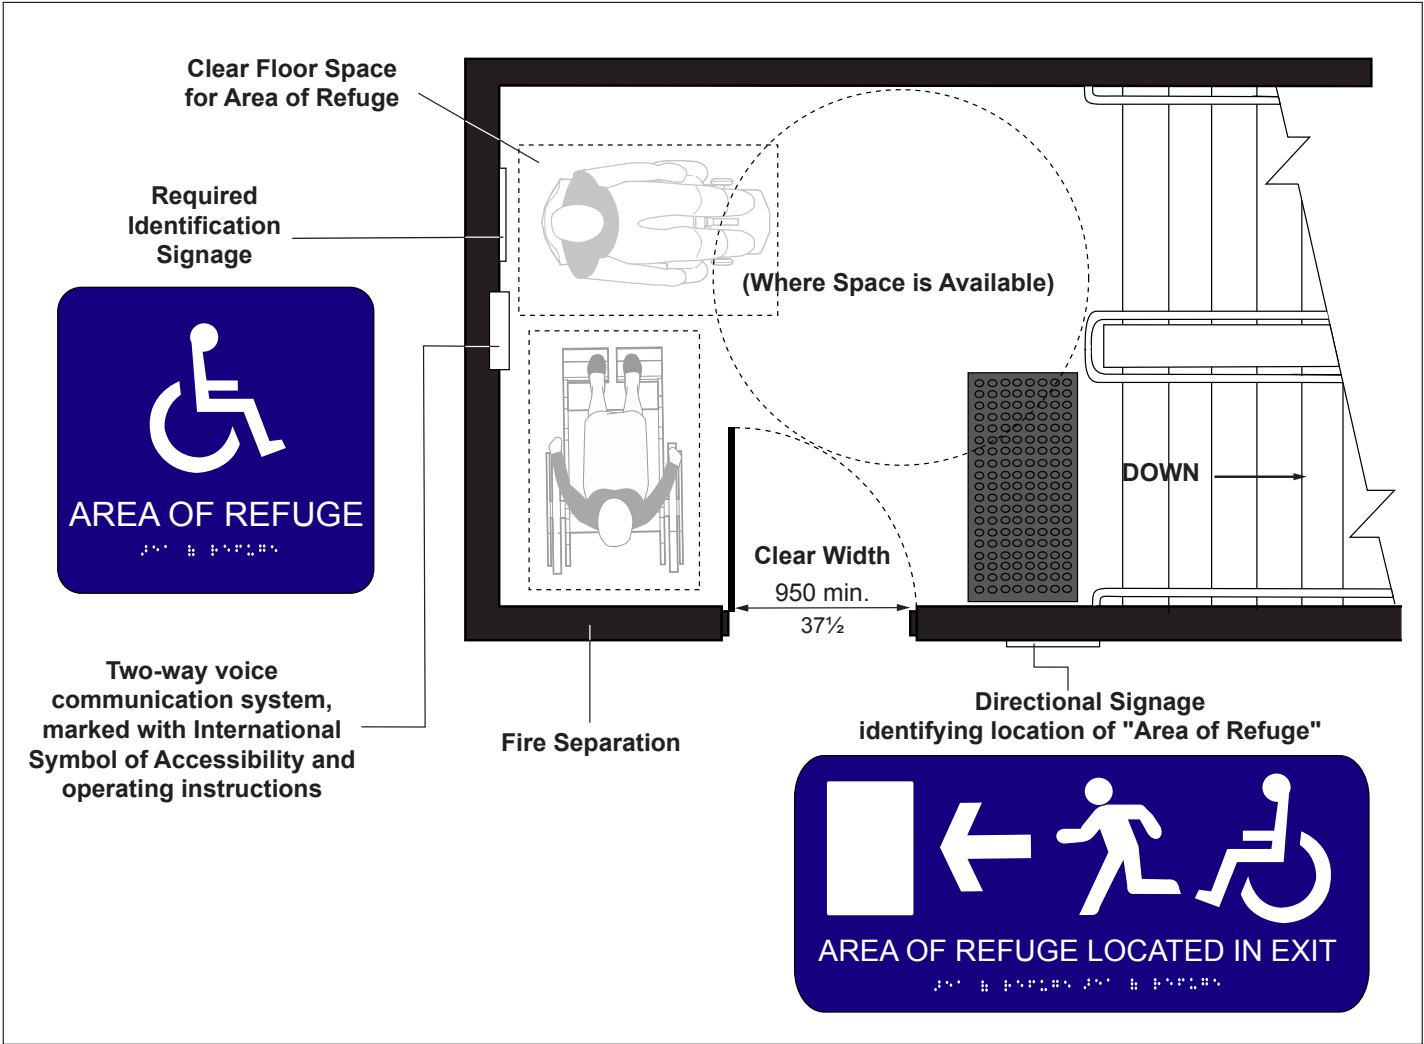 Clear Floor Space
for Area of Refuge
Required
Identification
Signage
(Where Space is Available)
AREA OF REFUGE
DOWN
Clear Width
950 min.
37½
Two-way voice
communication system,
marked with International
Symbol of Accessibility and
operating instructions
Fire Separation
Directional Signage
identifying location of "Area of Refuge"
AREA OF REFUGE LOCATED IN EXIT